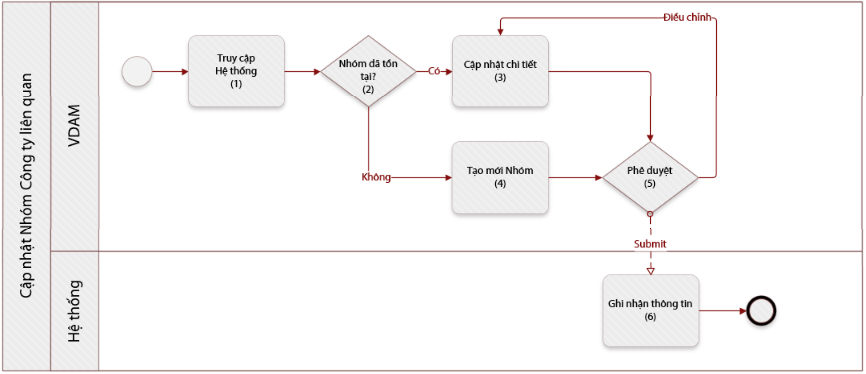 Cập nhật Nhóm Công ty liên quan
VDAM
Truy cập
Hệ thống
(1)
Nhóm đã tồn
tại?
(2)
Có
Cập nhật chi tiết
(3)
Điều chỉnh
Không
Tạo mới Nhóm
(4)
Phê duyệt
(5)
Submit
Hệ thống
Ghi nhận thông tin
(6)